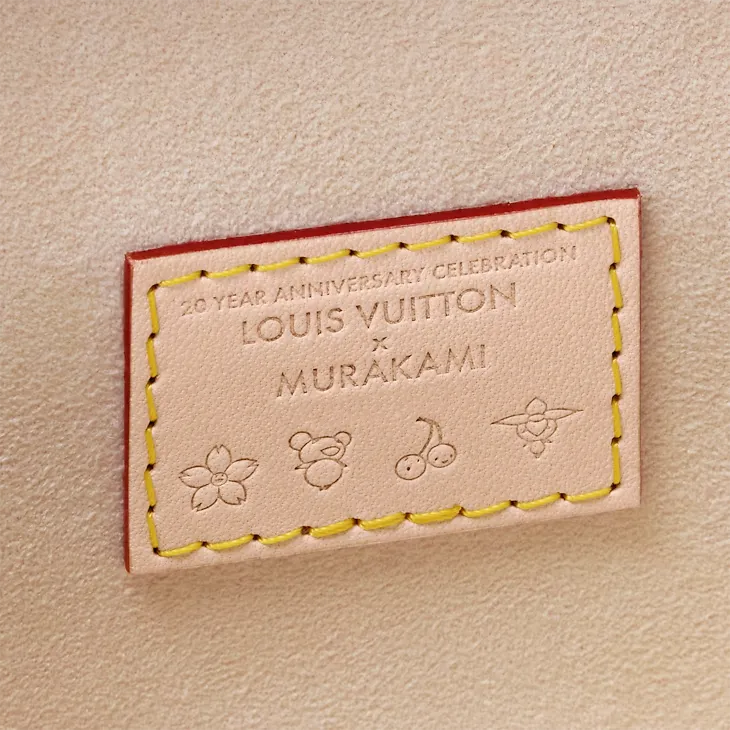 20 YEAR ANNIVERSARY CELEBRATION
LOUIS VUITTON
x
MURAKAMI